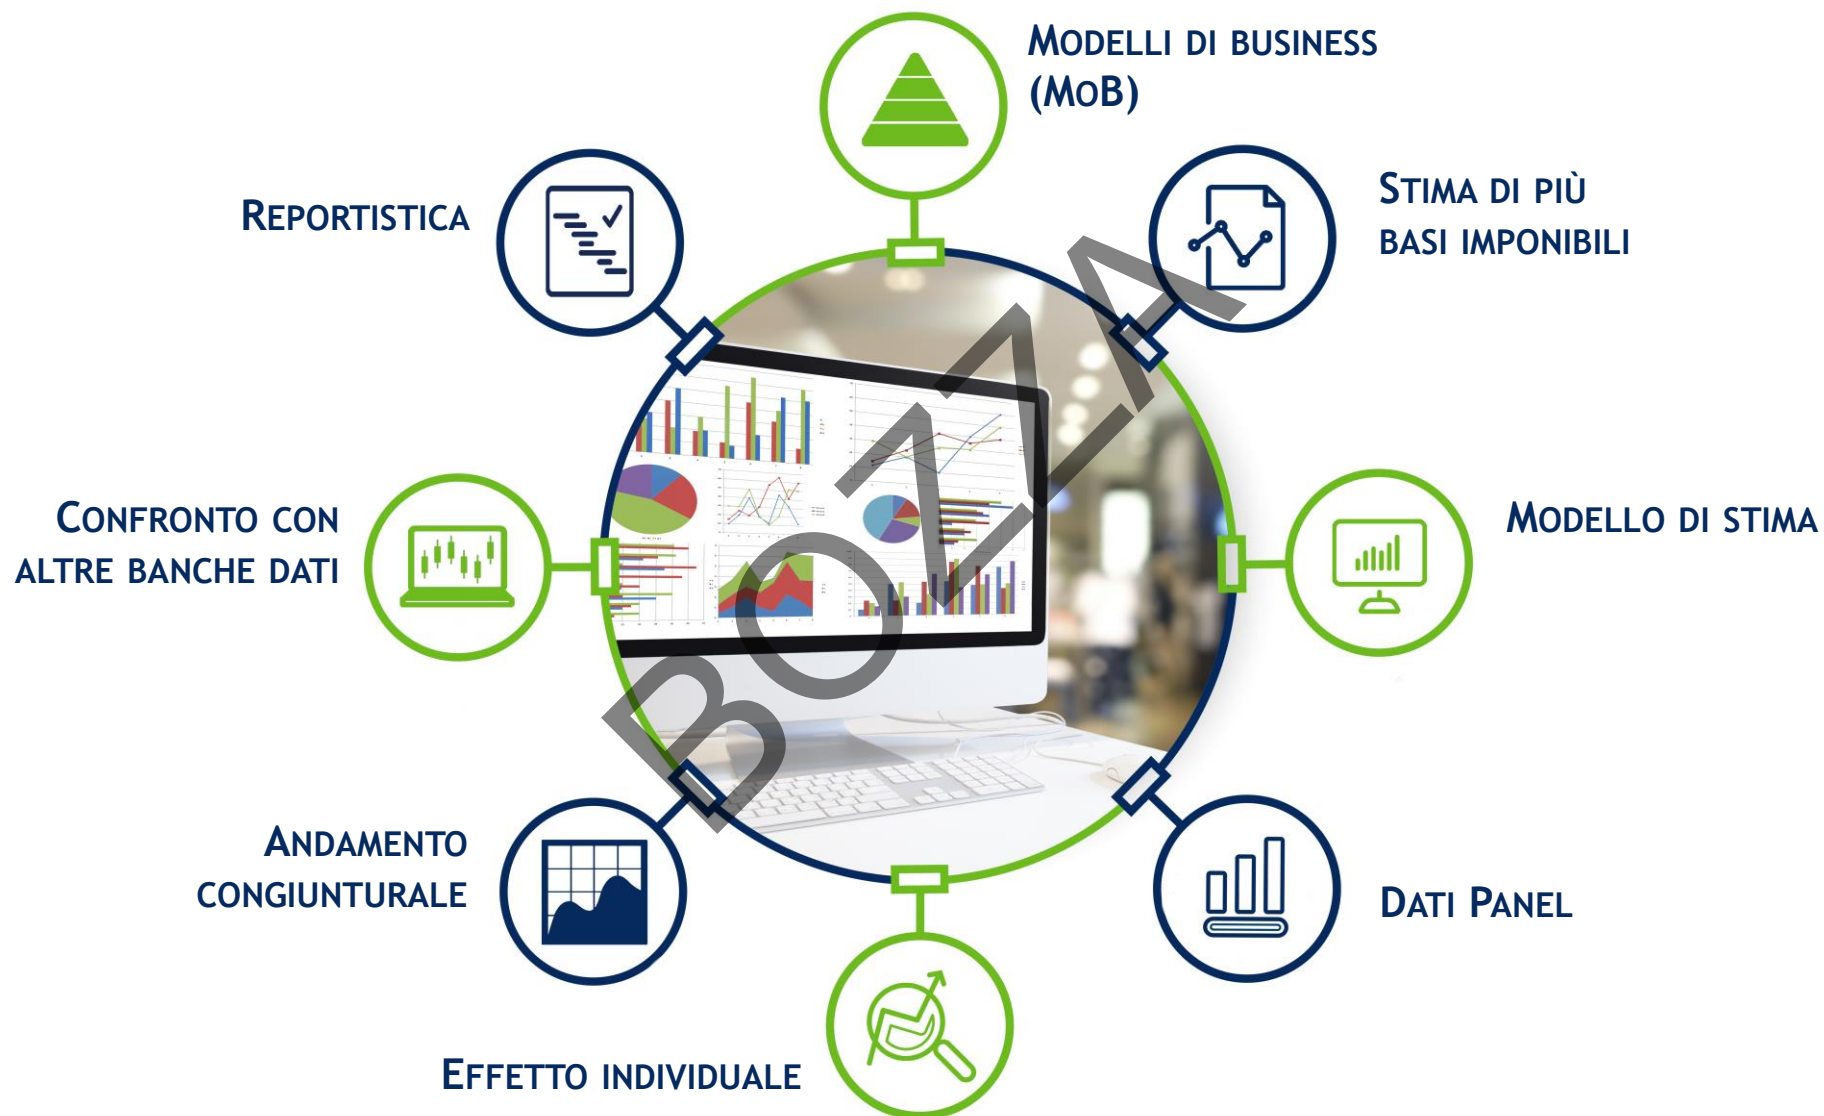 MODELLI DI BUSINESS
(MOB)
STIMA DI PIÙ
BASI IMPONIBILI
MODELLO DI STIMA
DATI PANEL
EFFETTO INDIVIDUALE
ANDAMENTO
CONGIUNTURALE
CONFRONTO CON
ALTRE BANCHE DATI
REPORTISTICA
BOZZA